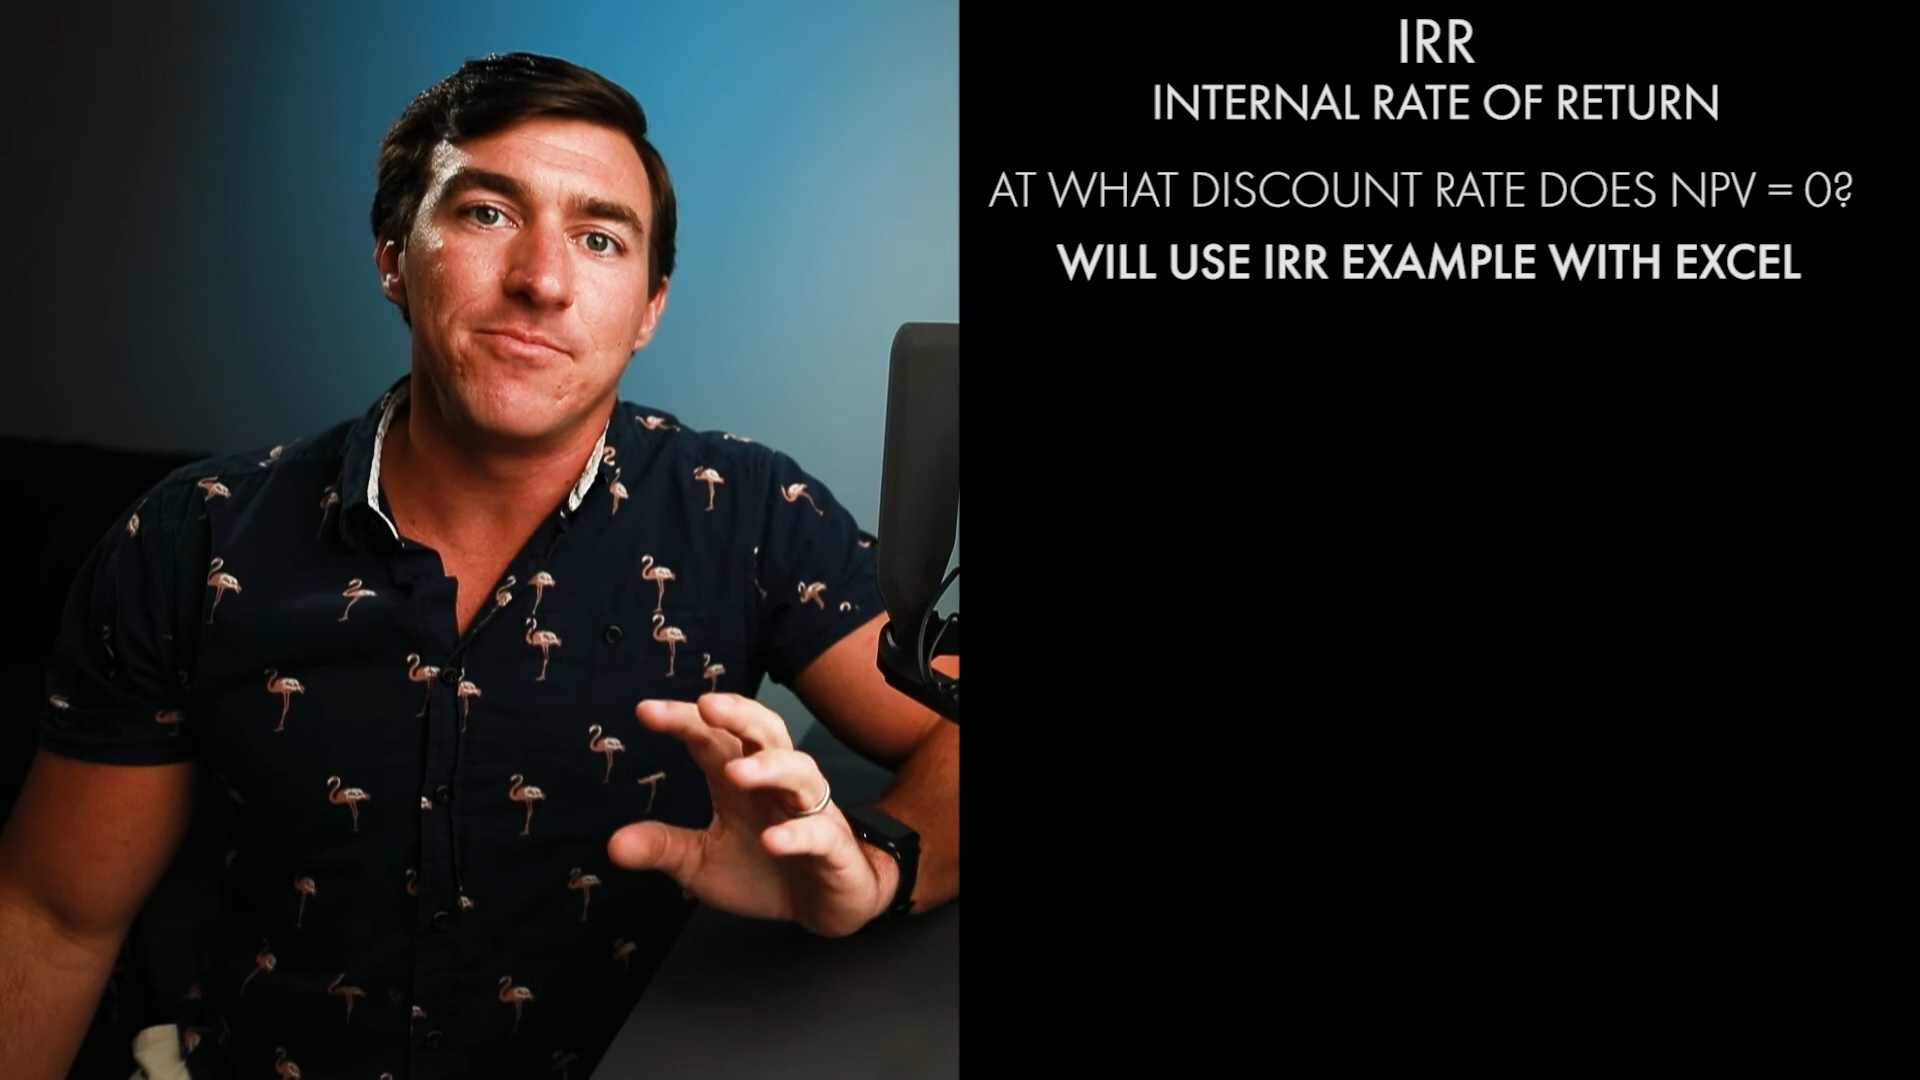 IRR
INTERNAL RATE OF RETURN
AT WHAT DISCOUNT RATE DOES NPV = 0?
WILL USE IRR EXAMPLE WITH EXCEL